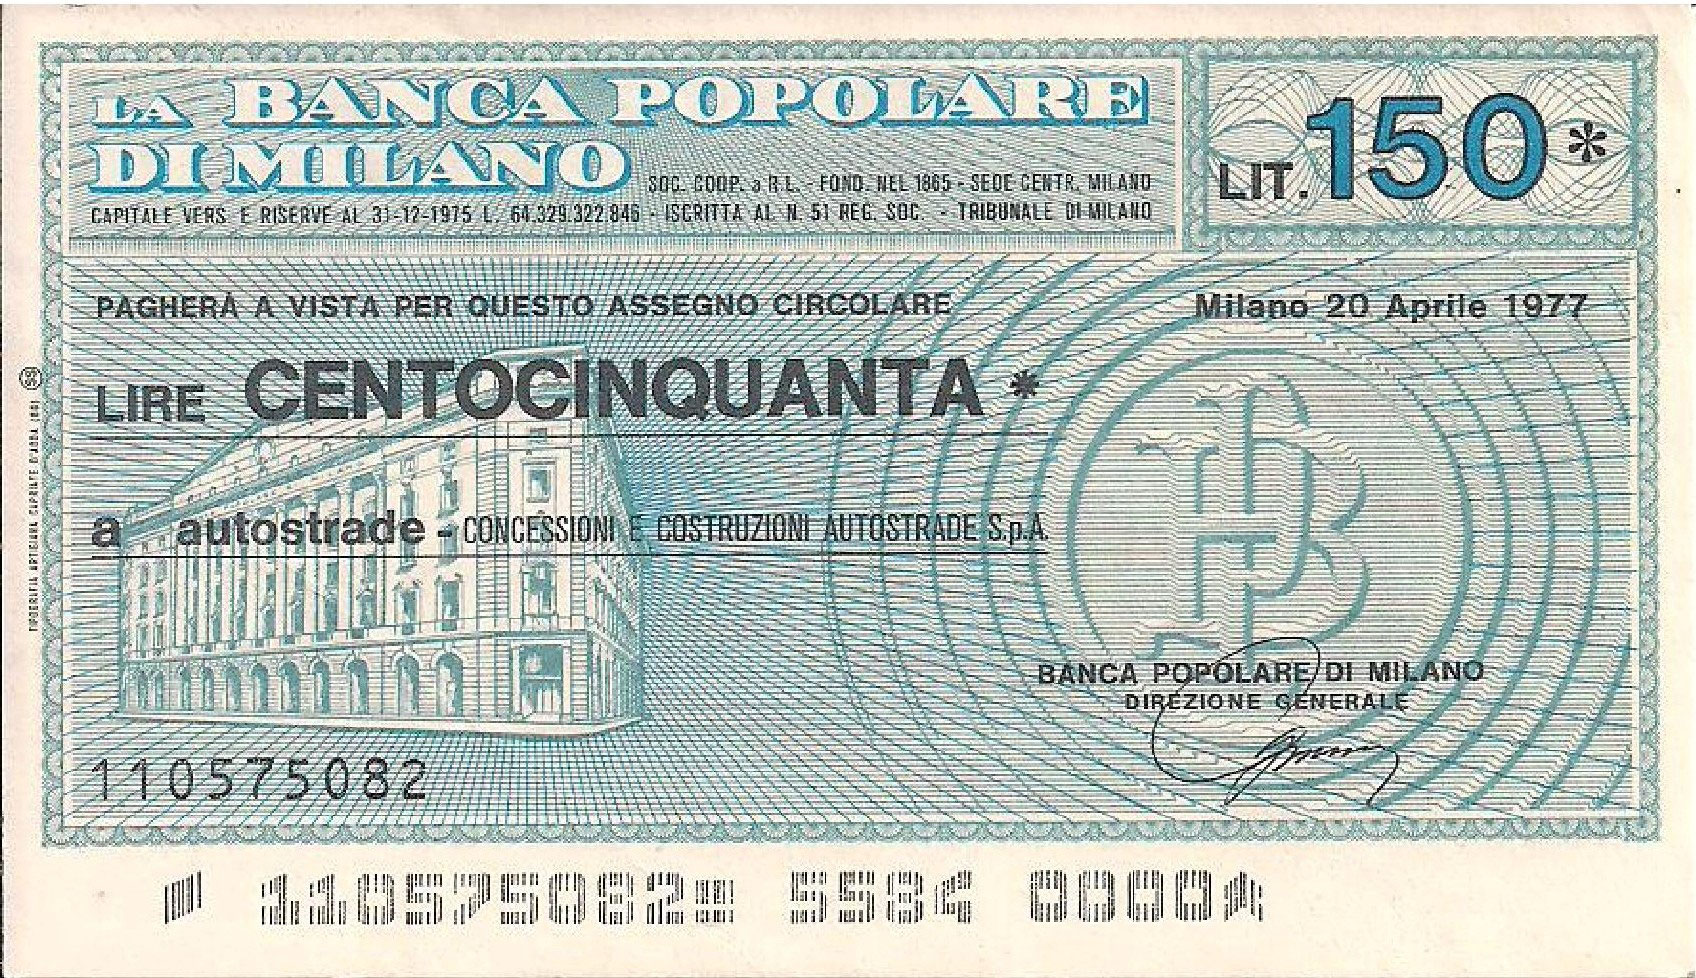 LA BANCA POPOLARE
DI MILANO
SOC. COOP. a R.L. - FOND. NEL 1865 - SEDE CENTR. MILANO
CAPITALE VERS. E RISERVE AL 31-12-1975 L. 64.329.322.846 - ISCRITTA AL N. 51 REG. SOC. - TRIBUNALE DI MILANO
LIT. 150*
PAGHERÀ A VISTA PER QUESTO ASSEGNO CIRCOLARE
Milano 20 Aprile 1977
LIRE CENTOCINQUANTA *
a autostrade - CONCESSIONI E COSTRUZIONI AUTOSTRADE S.p.A.
BANCA POPOLARE DI MILANO
DIREZIONE GENERALE
110575082
110575082 5584 0000